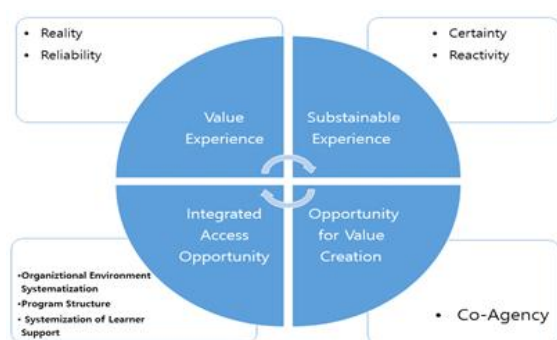 • Reality
• Reliability
• Certainty
• Reactivity
Value
Experience
Substainable
Experience
Integrated
Access
Opportunity
Opportunity
for Value
Creation
•Organiztional Environment
Systematization
•Program Structure
• Systemization of Learner
Support
• Co-Agency